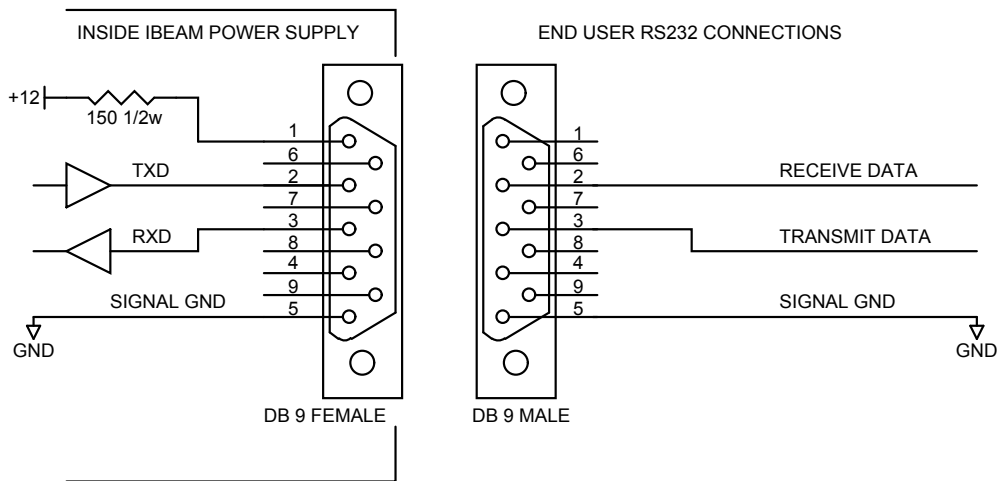 INSIDE IBEAM POWER SUPPLY
END USER RS232 CONNECTIONS
+12
150 1/2w
1
6
TXD
2
7
RXD
3
8
4
9
SIGNAL GND
5
GND
DB 9 FEMALE
1
6
2
RECEIVE DATA
7
3
TRANSMIT DATA
8
4
9
SIGNAL GND
5
GND
DB 9 MALE